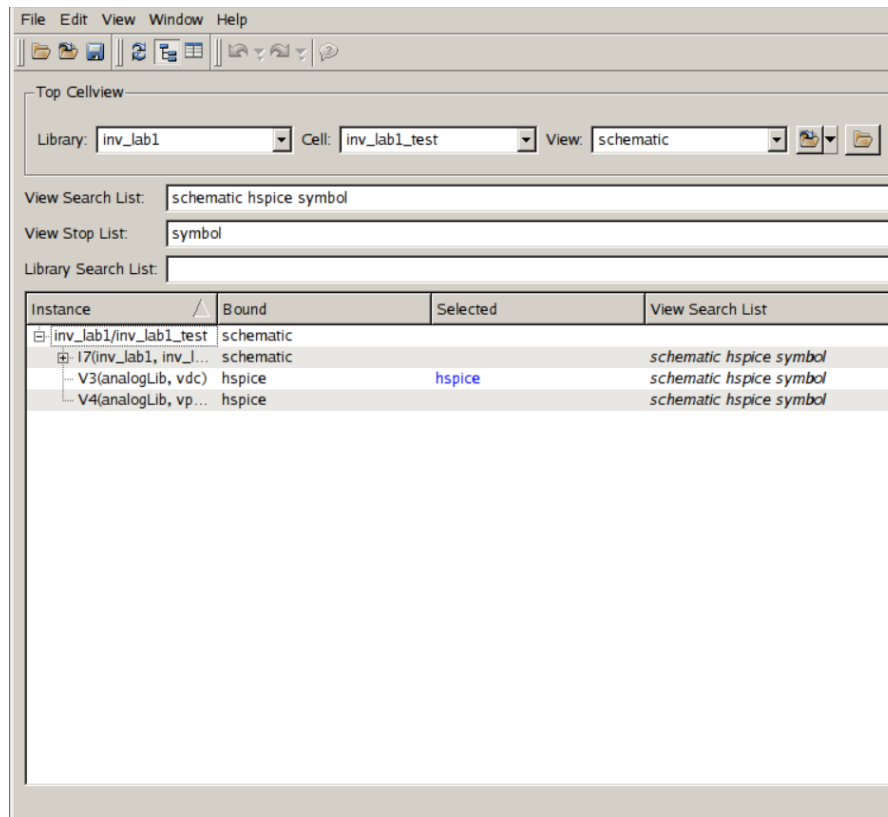 File Edit View Window Help
Top Cellview
Library: inv_lab1 Cell: inv_lab1_test View: schematic
View Search List: schematic hspice symbol
View Stop List: symbol
Library Search List:
Instance Bound Selected View Search List
inv_lab1/inv_lab1_test schematic
I7(inv_lab1, inv_l... schematic schematic hspice symbol
V3(analogLib, vdc) hspice hspice schematic hspice symbol
V4(analogLib, vp... hspice schematic hspice symbol